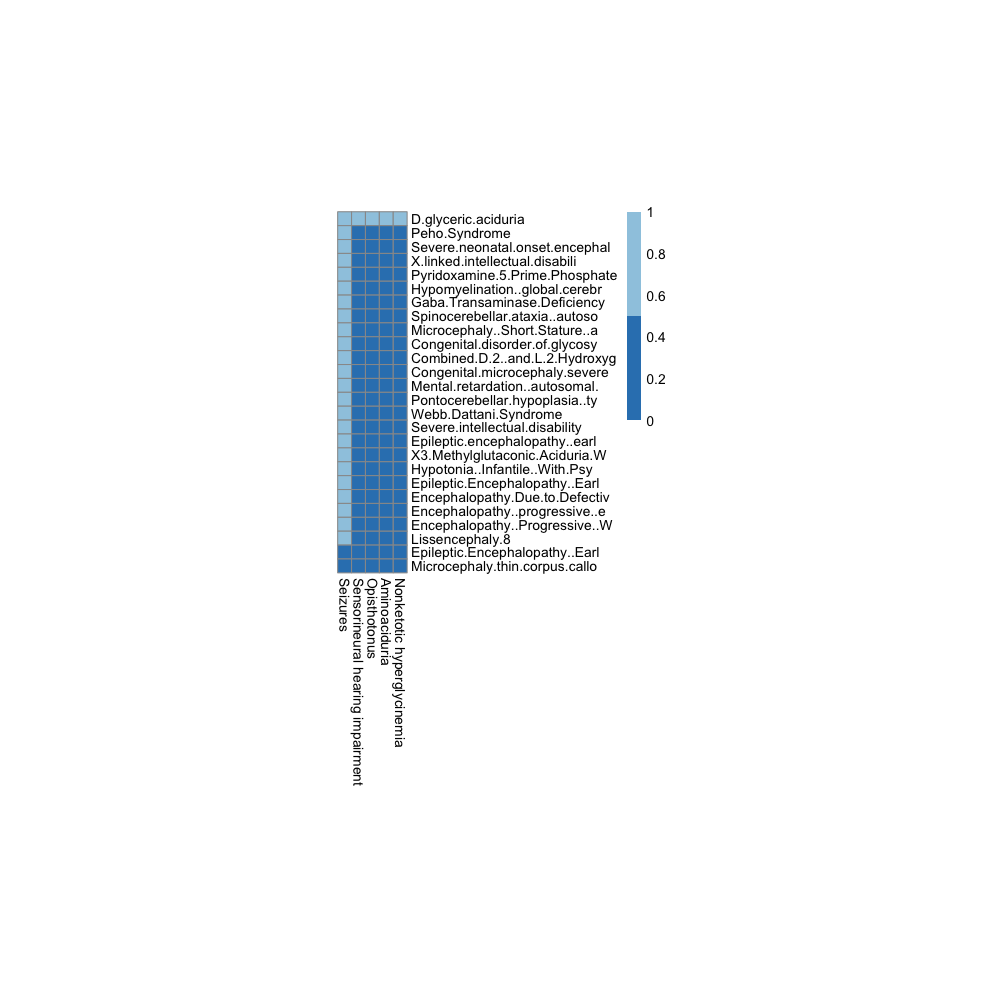 D.glyceric.aciduria
Peho.Syndrome
Severe.neonatal.onset.encephal
X.linked.intellectual.disabili
Pyridoxamine.5.Prime.Phosphate
Hypomyelination..global.cerebr
Gaba.Transaminase.Deficiency
Spinocerebellar.ataxia..autoso
Microcephaly..Short.Stature..a
Congenital.disorder.of.glycosy
Combined.D.2..and.L.2.Hydroxyg
Congenital.microcephaly.severe
Mental.retardation..autosomal.
Pontocerebellar.hypoplasia..ty
Webb.Dattani.Syndrome
Severe.intellectual.disability
Epileptic.encephalopathy..earl
X3.Methylglutaconic.Aciduria.W
Hypotonia..Infantile..With.Psy
Epileptic.Encephalopathy..Earl
Encephalopathy.Due.to.Defectiv
Encephalopathy..progressive..e
Encephalopathy..Progressive..W
Lissencephaly.8
Epileptic.Encephalopathy..Earl
Microcephaly.thin.corpus.callo
1
0.8
0.6
0.4
0.2
0
Seizures
Sensorineural hearing impairment
Opisthotonus
Aminoaciduria
Nonketotic hyperglycinemia